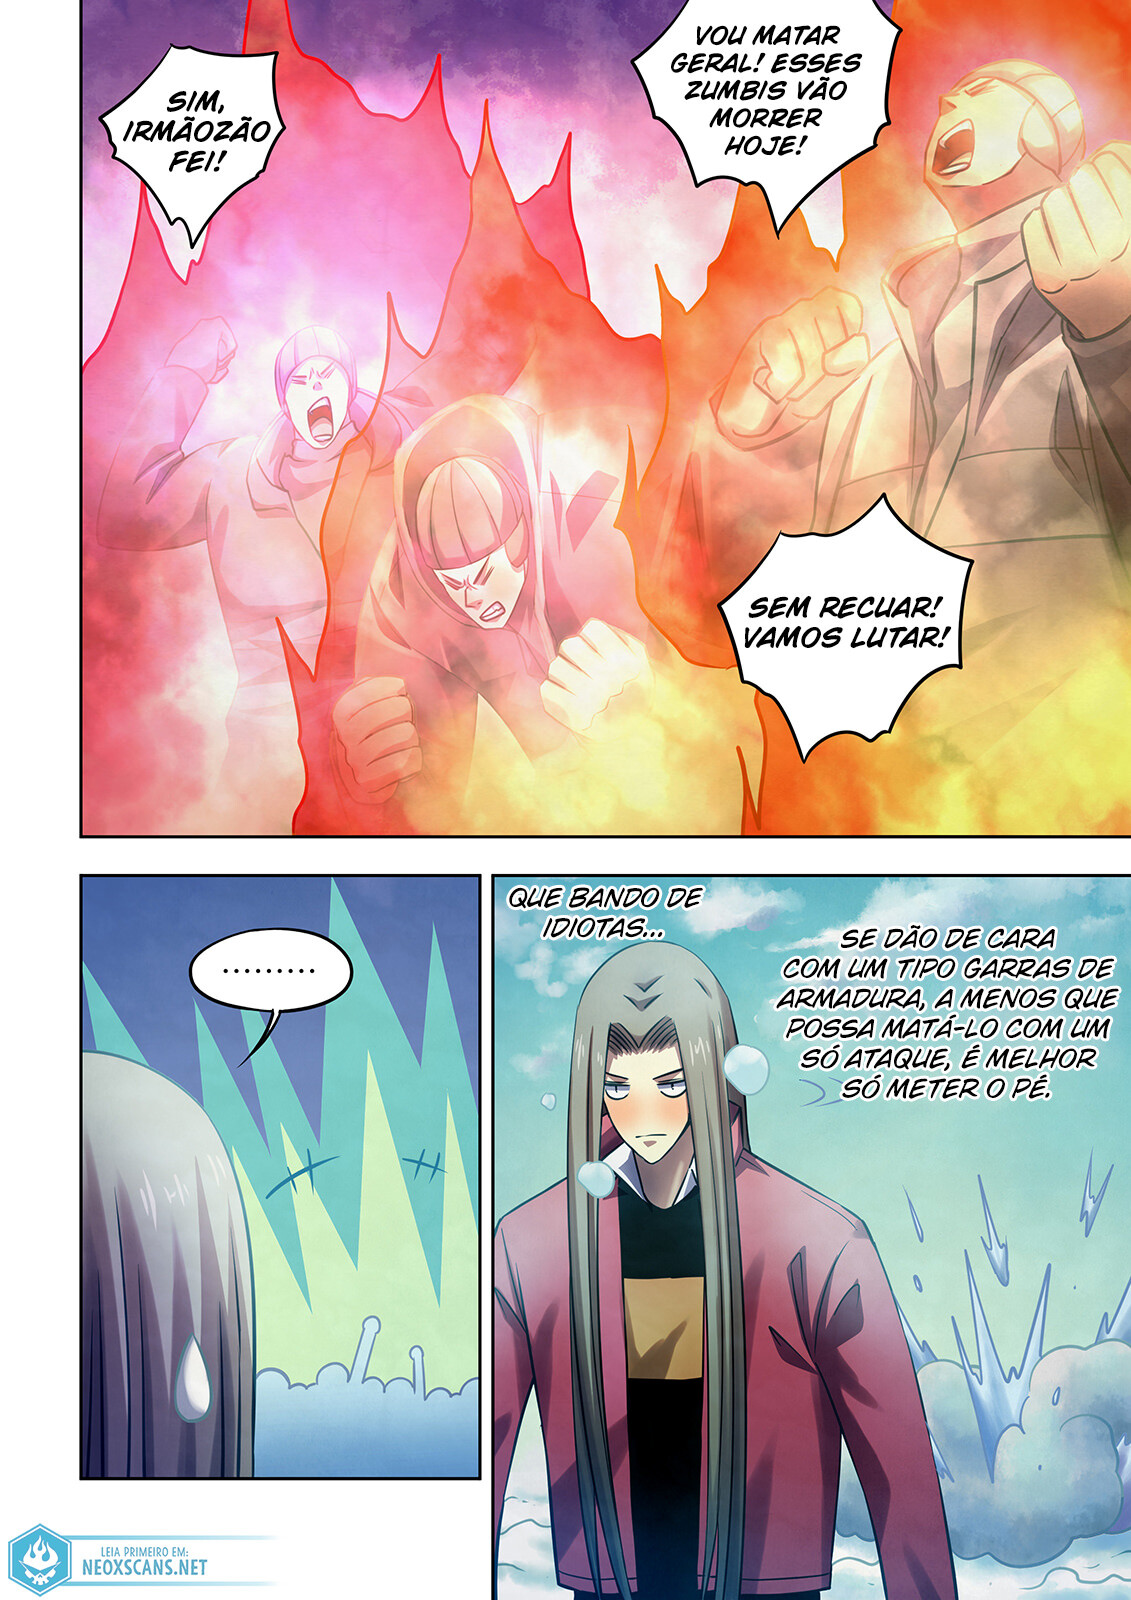 SIM,
IRMÃOZÃO
FEI!
VOU MATAR
GERAL! ESSES
ZUMBIS VÃO
MORRER
HOJE!
SEM RECUAR!
VAMOS LUTAR!
.........
QUE BANDO DE
IDIOTAS...
SE DÃO DE CARA
COM UM TIPO GARRAS DE
ARMADURA, A MENOS QUE
POSSA MATÁ-LO COM UM
SÓ ATAQUE, É MELHOR
SÓ METER O PÉ.
LEIA PRIMEIRO EM:
NEOXSCANS.NET